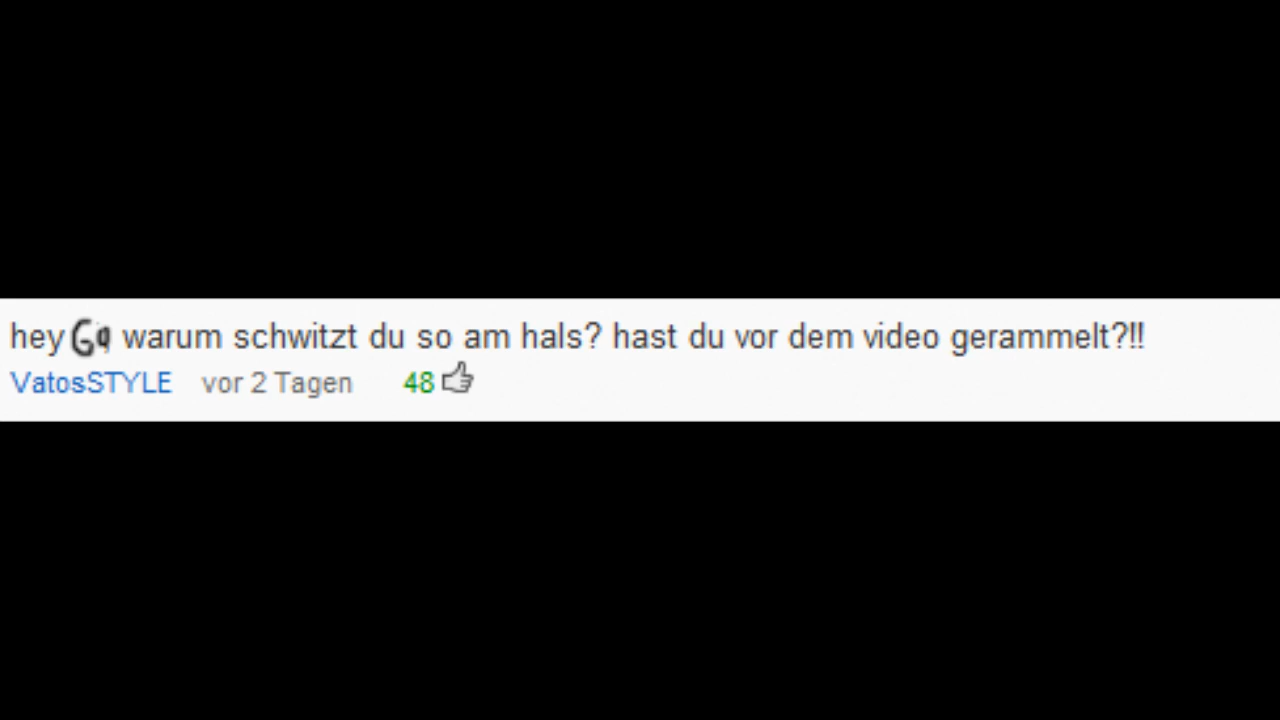 hey warum schwitzt du so am hals? hast du vor dem video gerammelt?!!
VatosSTYLE vor 2 Tagen 48